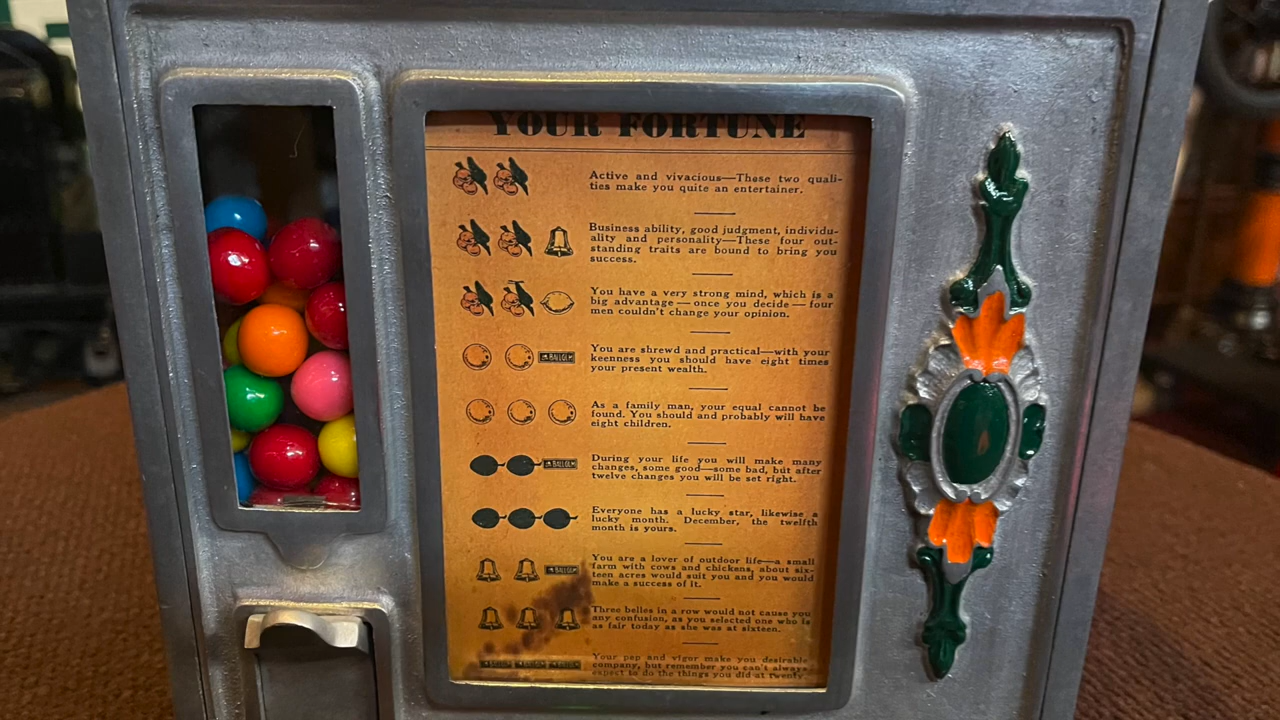 YOUR FORTUNE
Active and vivacious—These two quali-
ties make you quite an entertainer.
Business ability, good judgment, individu-
ality and personality—These four out-
standing traits are bound to bring you
success.
You have a very strong mind, which is a
big advantage—once you decide—four
men couldn't change your opinion.
You are shrewd and practical—with your
keenness you should have eight times
your present wealth.
As a family man, your equal cannot be
found. You should and probably will have
eight children.
During your life you will make many
changes, some good—some bad, but after
twelve changes you will be set right.
Everyone has a lucky star, likewise a
lucky month. December, the twelfth
month is yours.
You are a lover of outdoor life—a small
farm with cows and chickens, about six-
teen acres would suit you and you would
make a success of it.
Three belles in a row would not cause you
any confusion, as you selected one who is
as fair today as she was at sixteen.
Your pep and vigor make you desirable
company, but remember you can't always
expect to do the things you did at twenty.